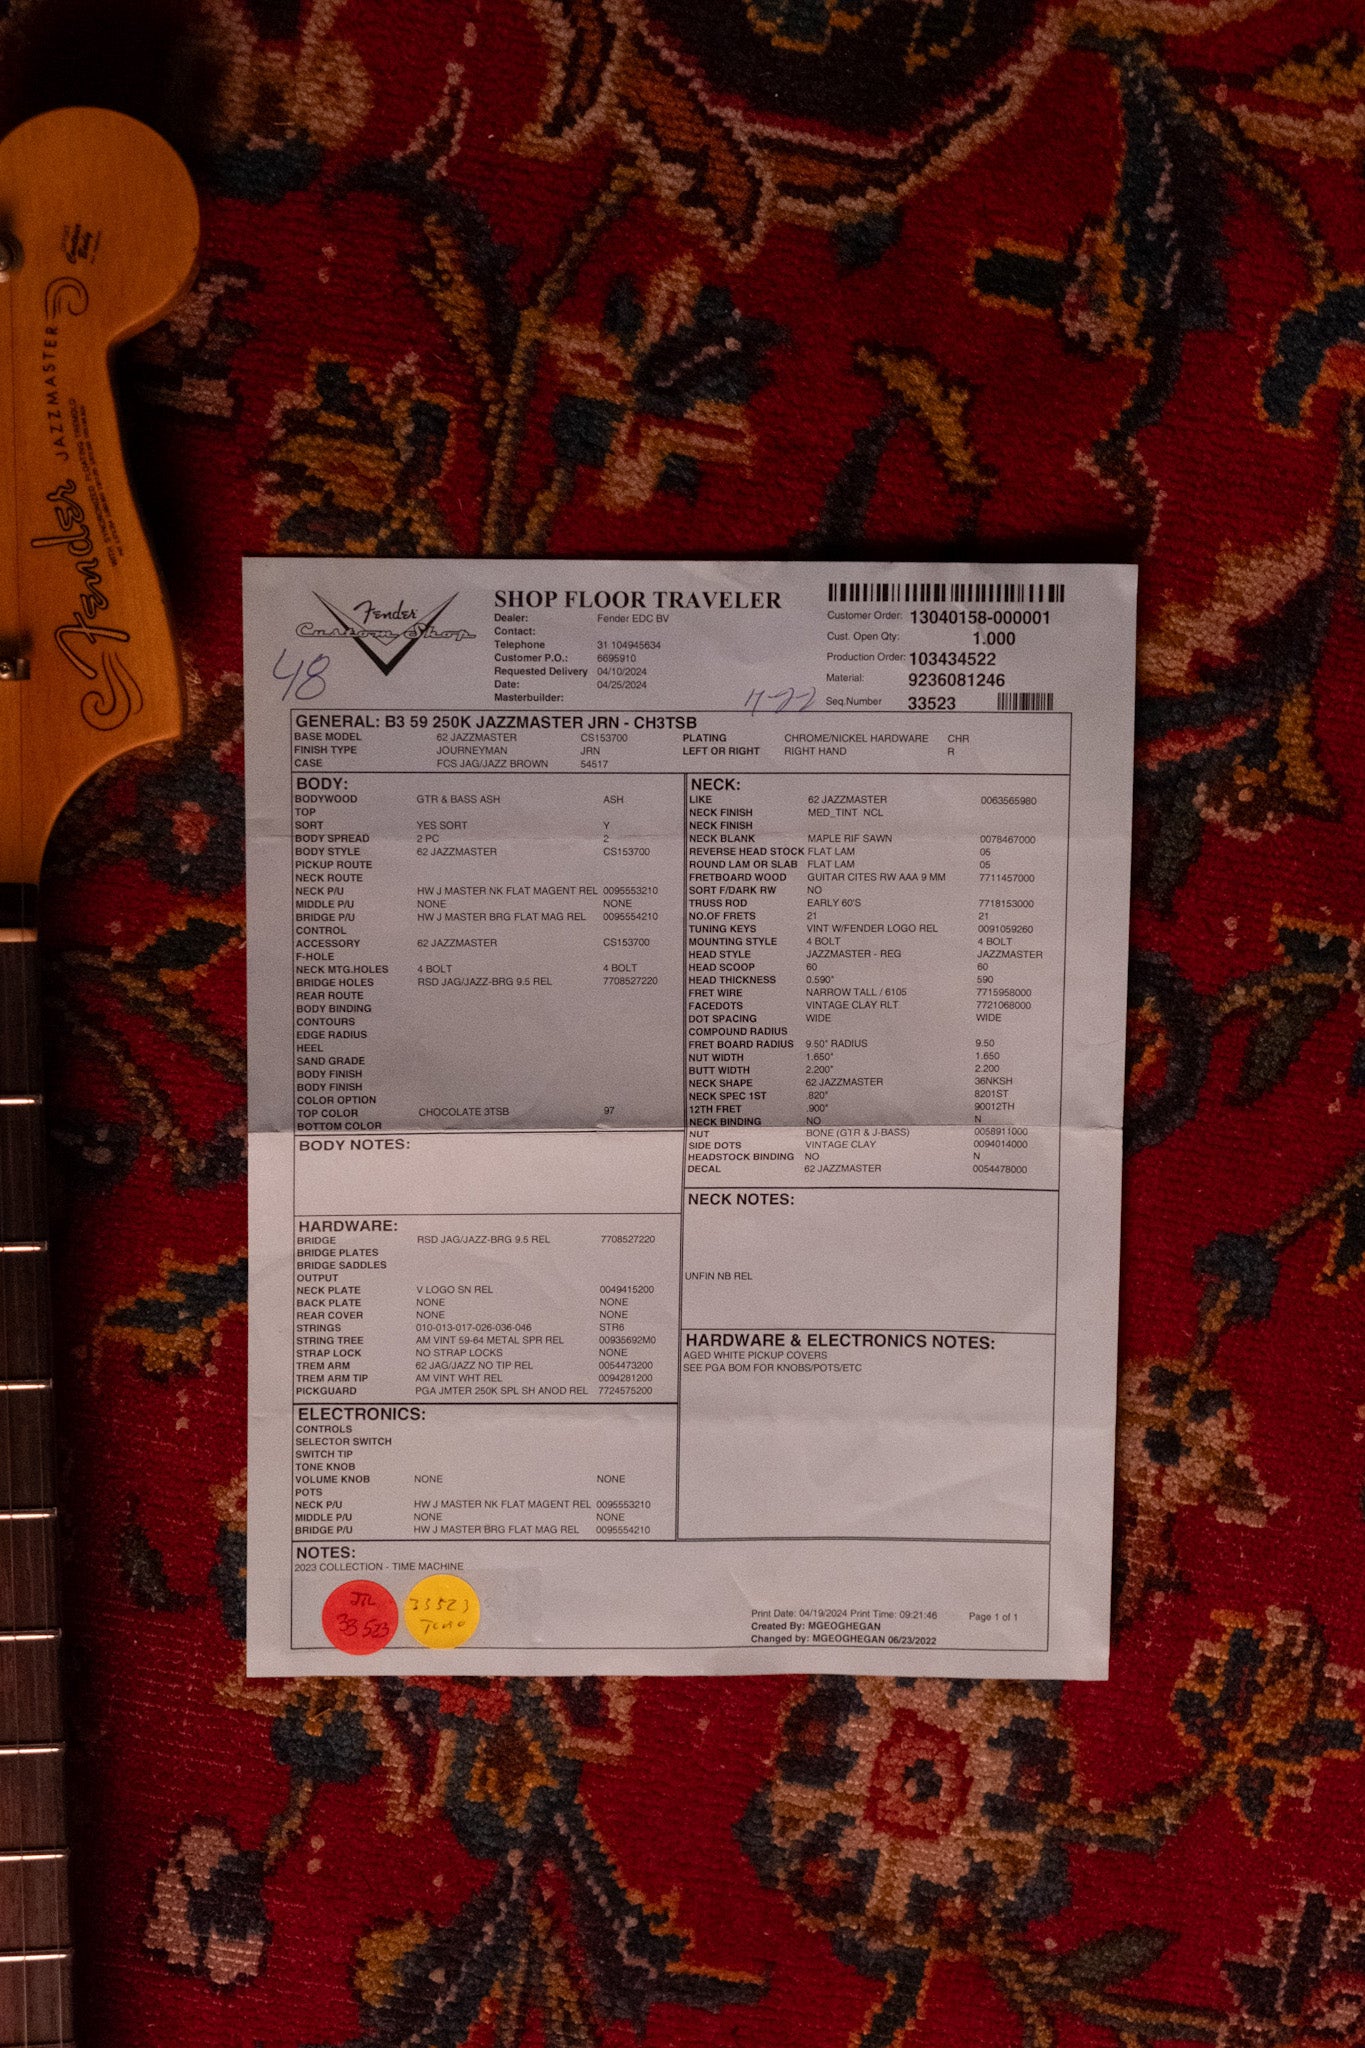 Fender JAZZMASTER
WITH SYNCHRONIZED FLOATING TREMOLO
Custom Body
Fender
Custom Shop
48
SHOP FLOOR TRAVELER
Dealer: Fender EDC BV
Contact:
Telephone 31 104945634
Customer P.O.: 6695910
Requested Delivery 04/10/2024
Date: 04/25/2024
Masterbuilder:
Customer Order: 13040158-000001
Cust. Open Qty: 1.000
Production Order: 103434522
Material: 9236081246
Seq.Number 33523
GENERAL: B3 59 250K JAZZMASTER JRN - CH3TSB
BASE MODEL 62 JAZZMASTER CS153700 PLATING CHROME/NICKEL HARDWARE CHR
FINISH TYPE JOURNEYMAN JRN LEFT OR RIGHT RIGHT HAND R
CASE FCS JAG/JAZZ BROWN 54517
BODY:
BODYWOOD GTR & BASS ASH ASH
TOP
SORT YES SORT Y
BODY SPREAD 2 PC 2
BODY STYLE 62 JAZZMASTER CS153700
PICKUP ROUTE
NECK ROUTE
NECK P/U HW J MASTER NK FLAT MAGENT REL 0095553210
MIDDLE P/U NONE NONE
BRIDGE P/U HW J MASTER BRG FLAT MAG REL 0095554210
CONTROL
ACCESSORY 62 JAZZMASTER CS153700
F-HOLE
NECK MTG.HOLES 4 BOLT 4 BOLT
BRIDGE HOLES RSD JAG/JAZZ-BRG 9.5 REL 7708527220
REAR ROUTE
BODY BINDING
CONTOURS
EDGE RADIUS
HEEL
SAND GRADE
BODY FINISH
BODY FINISH
COLOR OPTION
TOP COLOR CHOCOLATE 3TSB 97
BOTTOM COLOR
BODY NOTES:
HARDWARE:
BRIDGE RSD JAG/JAZZ-BRG 9.5 REL 7708527220
BRIDGE PLATES
BRIDGE SADDLES
OUTPUT
NECK PLATE V LOGO SN REL 0049415200
BACK PLATE NONE NONE
REAR COVER NONE NONE
STRINGS 010-013-017-026-036-046 STR6
STRING TREE AM VINT 59-64 METAL SPR REL 00935692M0
STRAP LOCK NO STRAP LOCKS NONE
TREM ARM 62 JAG/JAZZ NO TIP REL 0054473200
TREM ARM TIP AM VINT WHT REL 0094281200
PICKGUARD PGA JMTER 250K SPL SH ANOD REL 7724575200
ELECTRONICS:
CONTROLS
SELECTOR SWITCH
SWITCH TIP
TONE KNOB
VOLUME KNOB NONE NONE
POTS
NECK P/U HW J MASTER NK FLAT MAGENT REL 0095553210
MIDDLE P/U NONE NONE
BRIDGE P/U HW J MASTER BRG FLAT MAG REL 0095554210
NECK:
LIKE 62 JAZZMASTER 0063565980
NECK FINISH MED_TINT NCL
NECK FINISH
NECK BLANK MAPLE RIF SAWN 0078467000
REVERSE HEAD STOCK FLAT LAM 05
ROUND LAM OR SLAB FLAT LAM 05
FRETBOARD WOOD GUITAR CITES RW AAA 9 MM 7711457000
SORT F/DARK RW NO
TRUSS ROD EARLY 60'S 7718153000
NO.OF FRETS 21 21
TUNING KEYS VINT W/FENDER LOGO REL 0091059260
MOUNTING STYLE 4 BOLT 4 BOLT
HEAD STYLE JAZZMASTER - REG JAZZMASTER
HEAD SCOOP 60 60
HEAD THICKNESS 0.590" 590
FRET WIRE NARROW TALL / 6105 7715958000
FACEDOTS VINTAGE CLAY RLT 7721068000
DOT SPACING WIDE WIDE
COMPOUND RADIUS
FRET BOARD RADIUS 9.50" RADIUS 9.50
NUT WIDTH 1.650" 1.650
BUTT WIDTH 2.200" 2.200
NECK SHAPE 62 JAZZMASTER 36NKSH
NECK SPEC 1ST .820" 8201ST
12TH FRET .900" 90012TH
NECK BINDING NO N
NUT BONE (GTR & J-BASS) 0058911000
SIDE DOTS VINTAGE CLAY 0094014000
HEADSTOCK BINDING NO N
DECAL 62 JAZZMASTER 0054478000
NECK NOTES:
UNFIN NB REL
HARDWARE & ELECTRONICS NOTES:
AGED WHITE PICKUP COVERS
SEE PGA BOM FOR KNOBS/POTS/ETC
NOTES:
2023 COLLECTION - TIME MACHINE
33523
33523
Print Date: 04/19/2024 Print Time: 09:21:46 Page 1 of 1
Created By: MGEOGHEGAN
Changed by: MGEOGHEGAN 06/23/2022